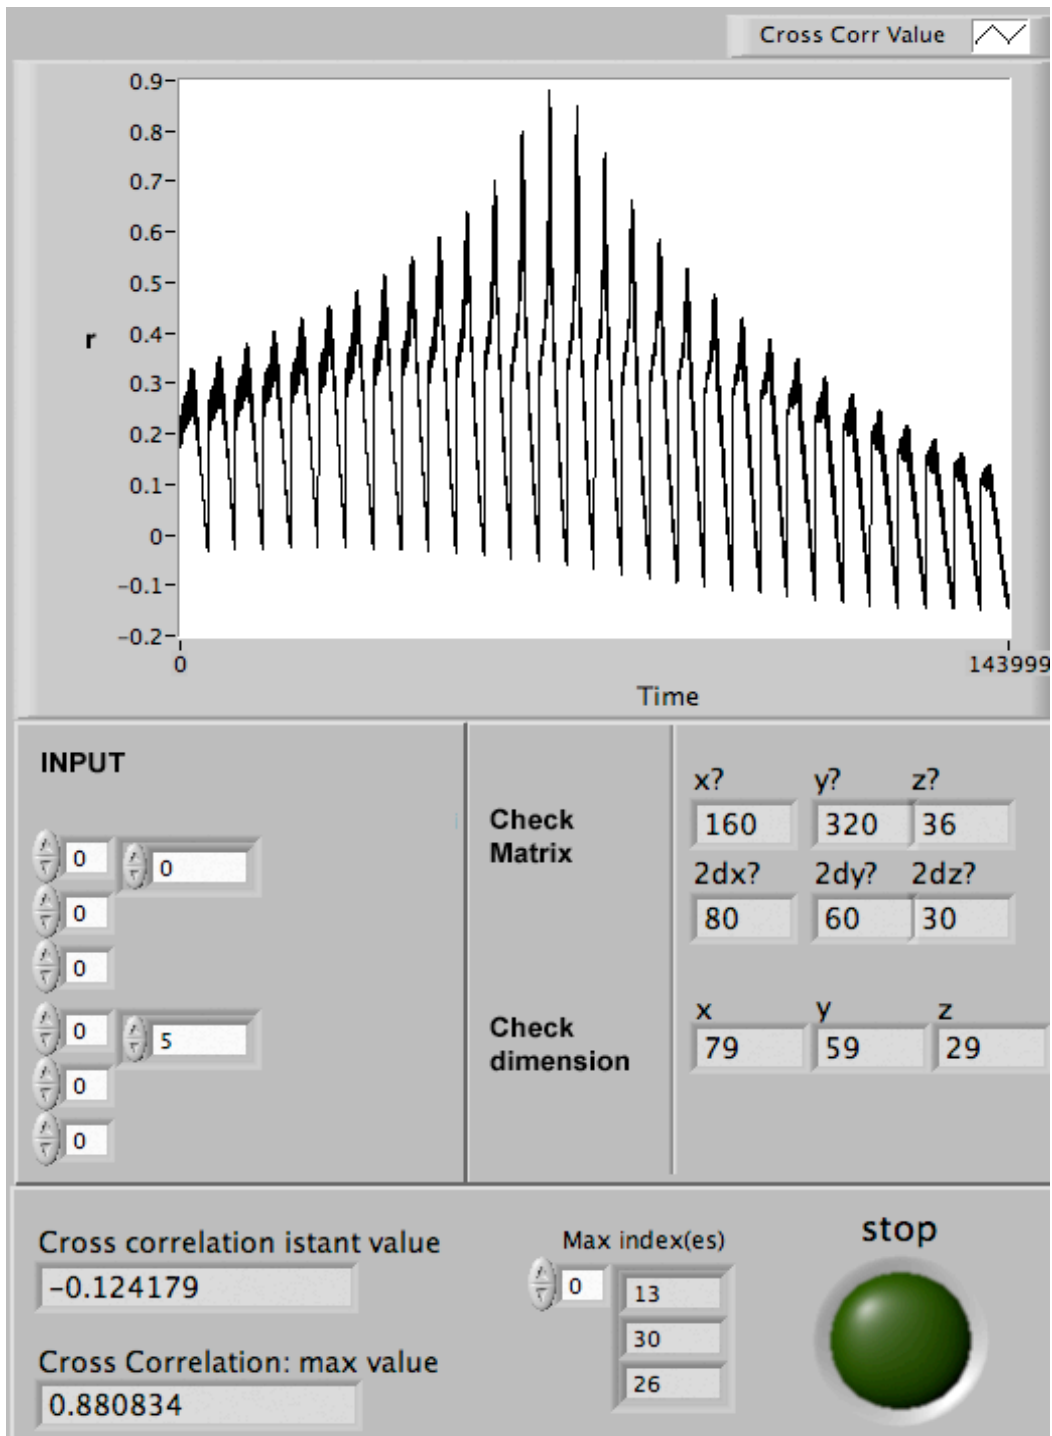 Cross Corr Value
0.9
0.8
0.7
0.6
0.5
0.4
0.3
0.2
0.1
0
-0.1
-0.2
r
0 143999
Time
INPUT
0 0
0
0
0 5
0
0
Check
Matrix
x? y? z?
160 320 36
2dx? 2dy? 2dz?
80 60 30
Check
dimension
x y z
79 59 29
Cross correlation istant value
-0.124179
Cross Correlation: max value
0.880834
Max index(es)
0 13
30
26
stop